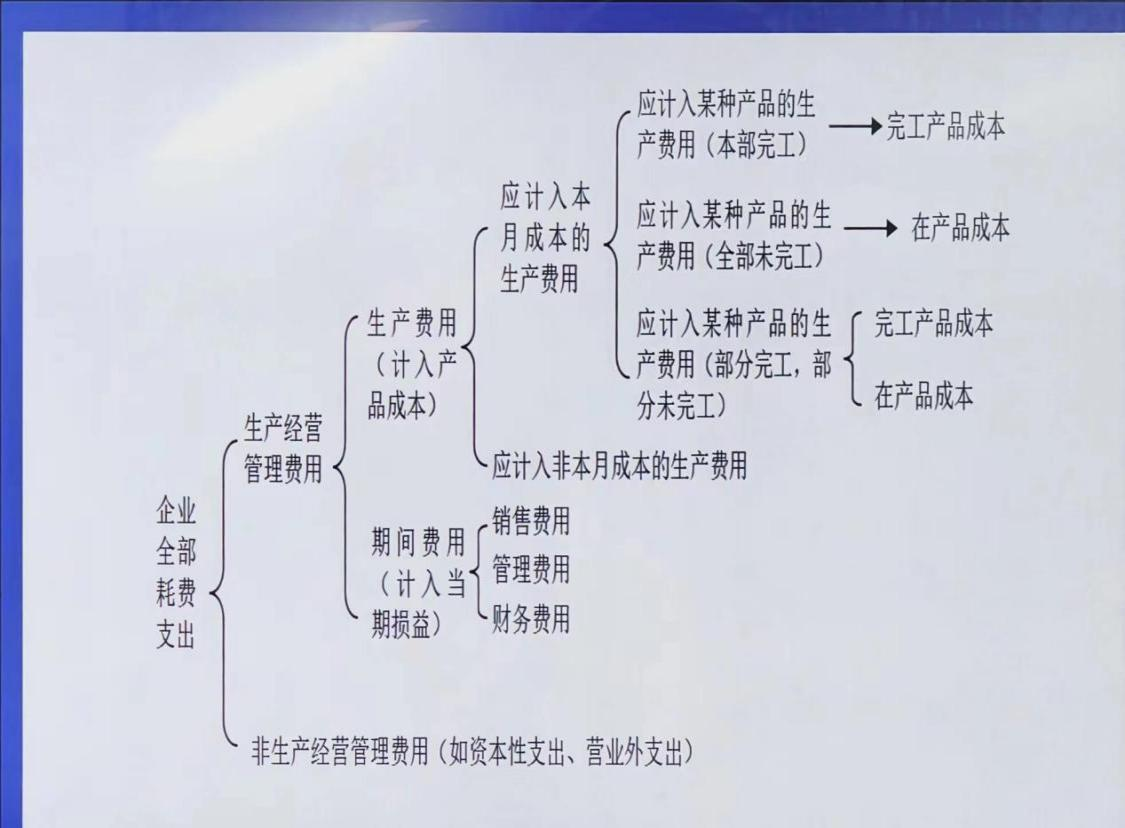 应计入某种产品的生
产费用（本部完工）
完工产品成本
应计入本
月成本的
生产费用
应计入某种产品的生
产费用（全部未完工）
在产品成本
生产费用
（计入产
品成本）
应计入某种产品的生
产费用（部分完工，部
分未完工）
完工产品成本
在产品成本
生产经营
管理费用
应计入非本月成本的生产费用
企业
全部
耗费
支出
期间费用
（计入当
期损益）
销售费用
管理费用
财务费用
非生产经营管理费用（如资本性支出、营业外支出）